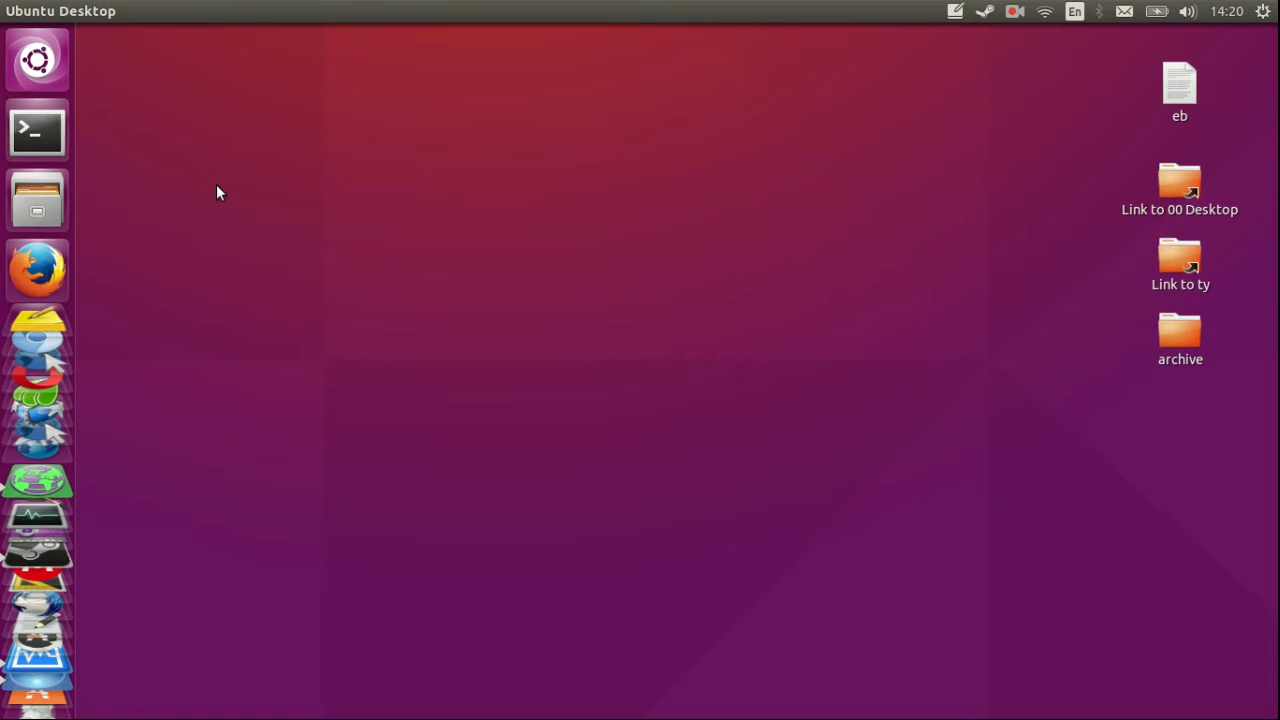 Ubuntu Desktop
En
14:20
eb
Link to 00 Desktop
Link to ty
archive